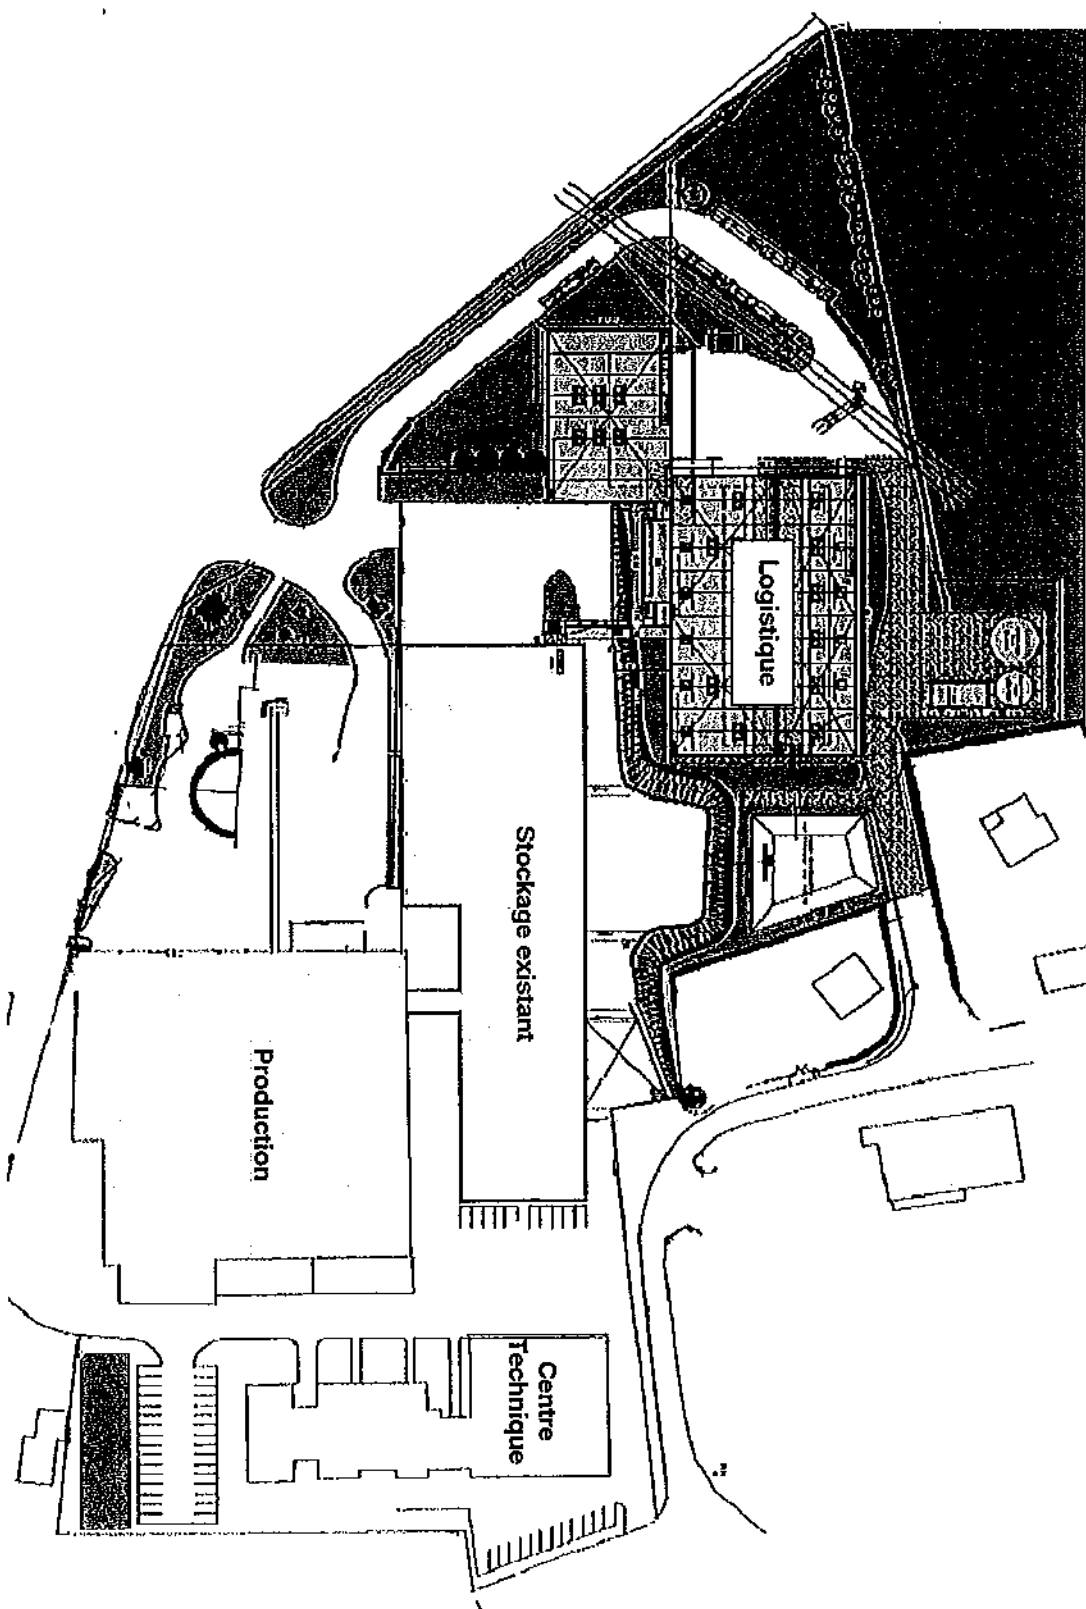 Logistique
Stockage existant
Production
Centre
Technique